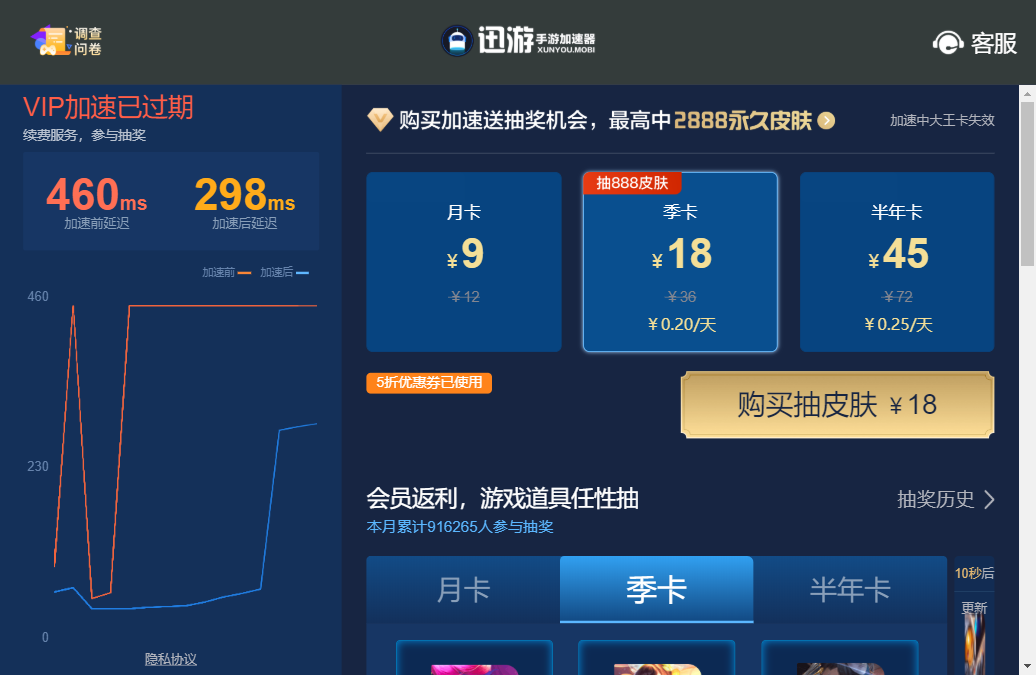 调查
问卷
迅游手游加速器
XUNYOU.MOBI
客服
VIP加速已过期
续费服务，参与抽奖
460ms
加速前延迟
298ms
加速后延迟
加速前
加速后
460
230
0
隐私协议
购买加速送抽奖机会，最高中2888永久皮肤
加速中大王卡失效
月卡
¥9
¥12
抽888皮肤
季卡
¥18
¥36
¥0.20/天
半年卡
¥45
¥72
¥0.25/天
5折优惠券已使用
购买抽皮肤 ¥18
会员返利，游戏道具任性抽
抽奖历史
本月累计916265人参与抽奖
月卡
季卡
半年卡
10秒后
更新